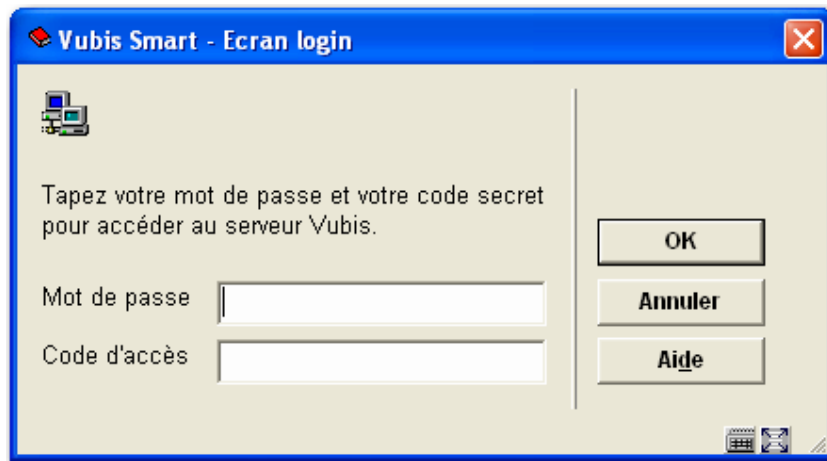 Vubis Smart - Ecran login
Tapez votre mot de passe et votre code secret
pour accéder au serveur Vubis.
Mot de passe
Code d'accès
OK
Annuler
Aide